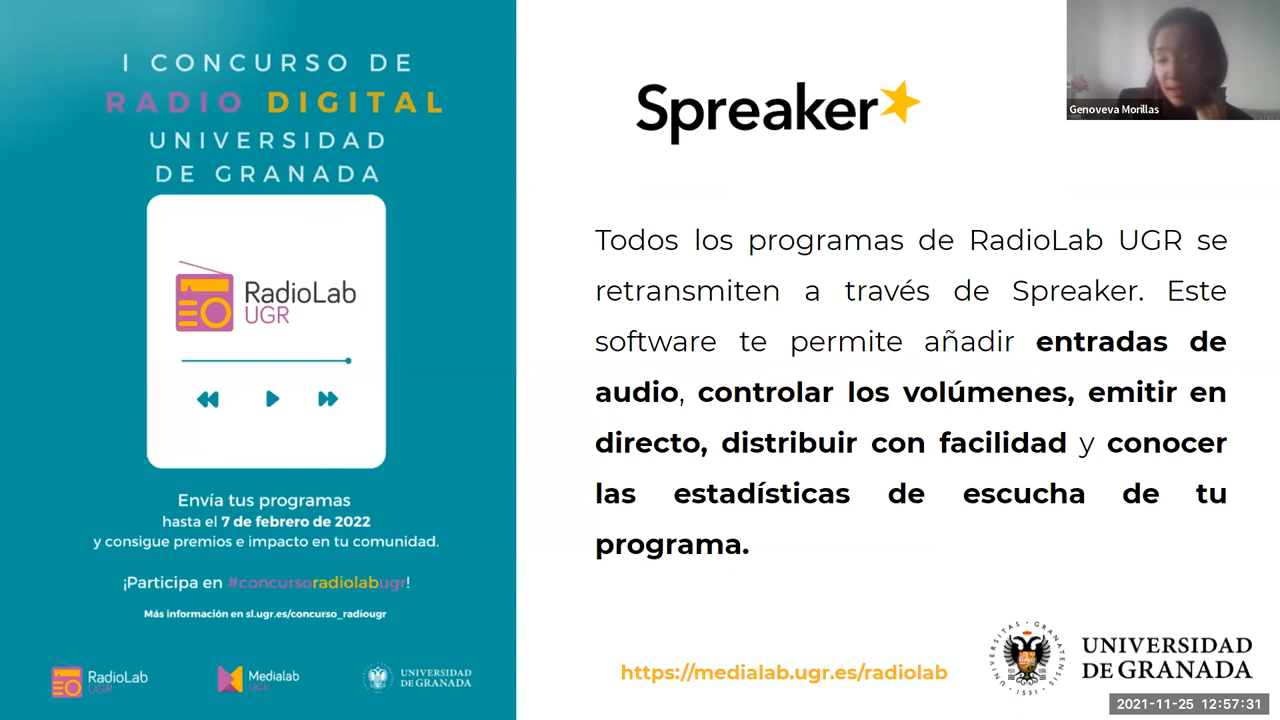 I CONCURSO DE
RADIO DIGITAL
UNIVERSIDAD
DE GRANADA
RadioLab
UGR
Envía tus programas
hasta el 7 de febrero de 2022
y consigue premios e impacto en tu comunidad.
¡Participa en #concursoradiolabugr!
Más información en sl.ugr.es/concurso_radiougr
RadioLab
UGR
Medialab
UGR
UNIVERSIDAD
DE GRANADA
Spreaker
Genoveva Morillas
Todos los programas de RadioLab UGR se
retransmiten a través de Spreaker. Este
software te permite añadir entradas de
audio, controlar los volúmenes, emitir en
directo, distribuir con facilidad y conocer
las estadísticas de escucha de tu
programa.
https://medialab.ugr.es/radiolab
UNIVERSITAS · GRANATENSIS
1531
UNIVERSIDAD
DE GRANADA
2021-11-25 12:57:31